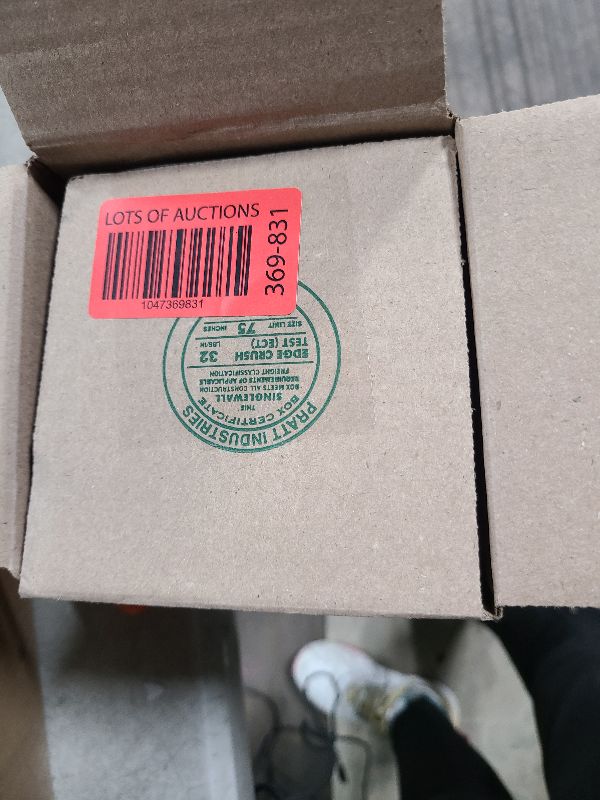 LOTS OF AUCTIONS
1047369831
369-831
PRATT INDUSTRIES
BOX CERTIFICATE
THIS
SINGLEWALL
BOX MEETS ALL CONSTRUCTION
REQUIREMENTS OF APPLICABLE
FREIGHT CLASSIFICATION
EDGE CRUSH
TEST (ECT) 32 LBS/IN
SIZE LIMIT 75 INCHES